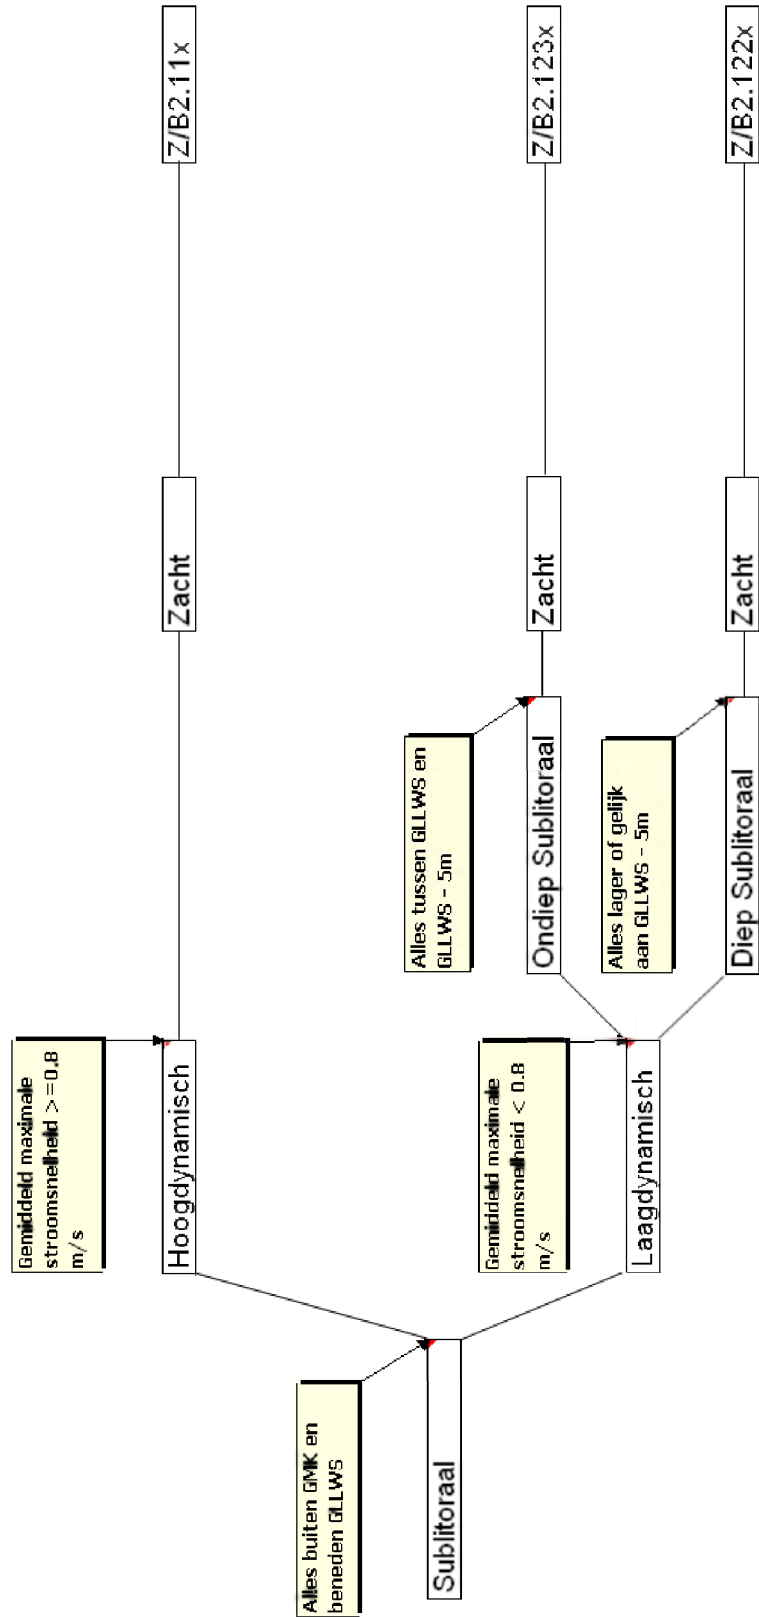 Alles buiten GMK en
beneden GLLWS
Sublitoraal
Gemiddeld maximale
stroomsnelheid >=0.8
m/s
Hoogdynamisch
Zacht
Z/B2.11x
Gemiddeld maximale
stroomsnelheid < 0.8
m/s
Laagdynamisch
Alles tussen GLLWS en
GLLWS - 5m
Ondiep Sublitoraal
Zacht
Z/B2.123x
Alles lager of gelijk
aan GLLWS - 5m
Diep Sublitoraal
Zacht
Z/B2.122x